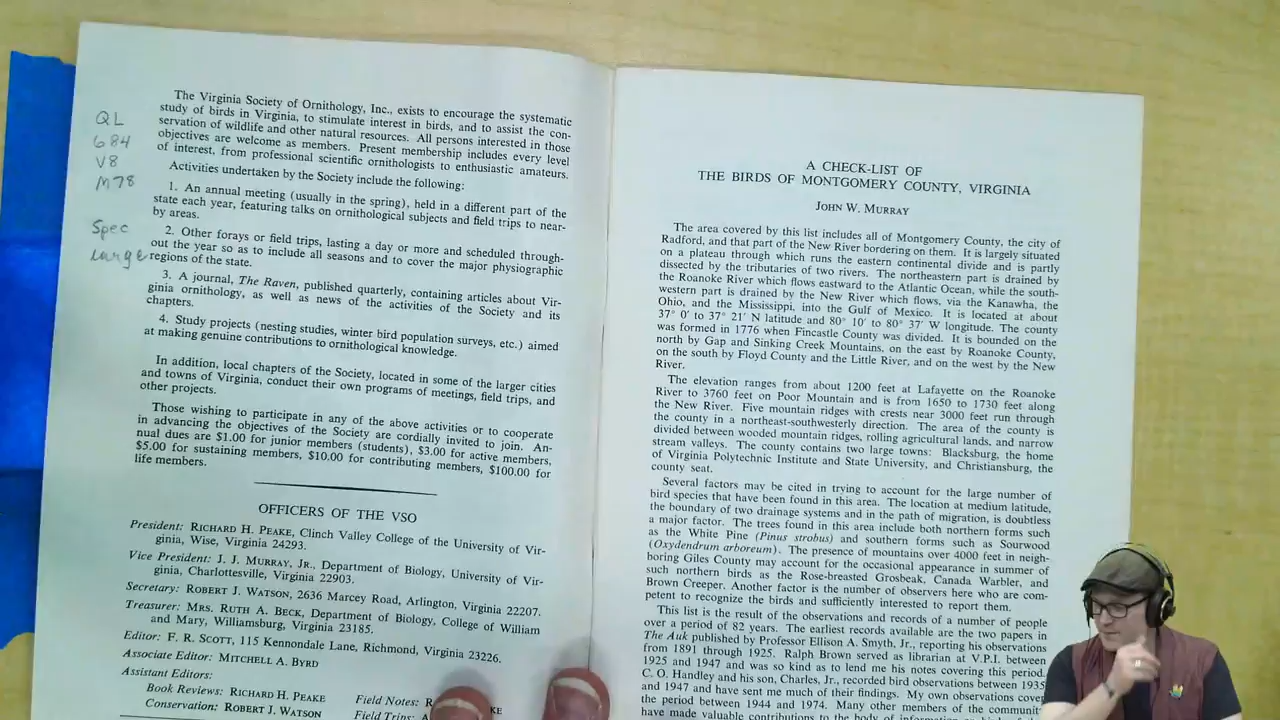 QL
684
V8
M78
Spec
large
The Virginia Society of Ornithology, Inc., exists to encourage the systematic
study of birds in Virginia, to stimulate interest in birds, and to assist the con-
servation of wildlife and other natural resources. All persons interested in those
objectives are welcome as members. Present membership includes every level
of interest, from professional scientific ornithologists to enthusiastic amateurs.
Activities undertaken by the Society include the following:
1. An annual meeting (usually in the spring), held in a different part of the
state each year, featuring talks on ornithological subjects and field trips to near-
by areas.
2. Other forays or field trips, lasting a day or more and scheduled through-
out the year so as to include all seasons and to cover the major physiographic
regions of the state.
3. A journal, The Raven, published quarterly, containing articles about Vir-
ginia ornithology, as well as news of the activities of the Society and its
chapters.
4. Study projects (nesting studies, winter bird population surveys, etc.) aimed
at making genuine contributions to ornithological knowledge.
In addition, local chapters of the Society, located in some of the larger cities
and towns of Virginia, conduct their own programs of meetings, field trips, and
other projects.
Those wishing to participate in any of the above activities or to cooperate
in advancing the objectives of the Society are cordially invited to join. An-
nual dues are $1.00 for junior members (students), $3.00 for active members,
$5.00 for sustaining members, $10.00 for contributing members, $100.00 for
life members.
OFFICERS OF THE VSO
President: RICHARD H. PEAKE, Clinch Valley College of the University of Vir-
ginia, Wise, Virginia 24293.
Vice President: J. J. MURRAY, JR., Department of Biology, University of Vir-
ginia, Charlottesville, Virginia 22903.
Secretary: ROBERT J. WATSON, 2636 Marcey Road, Arlington, Virginia 22207.
Treasurer: MRS. RUTH A. BECK, Department of Biology, College of William
and Mary, Williamsburg, Virginia 23185.
Editor: F. R. SCOTT, 115 Kennondale Lane, Richmond, Virginia 23226.
Associate Editor: MITCHELL A. BYRD
Assistant Editors:
Book Reviews: RICHARD H. PEAKE Field Notes: R
Conservation: ROBERT J. WATSON Field Trips: A
A CHECK-LIST OF
THE BIRDS OF MONTGOMERY COUNTY, VIRGINIA
JOHN W. MURRAY
The area covered by this list includes all of Montgomery County, the city of
Radford, and that part of the New River bordering on them. It is largely situated
on a plateau through which runs the eastern continental divide and is partly
dissected by the tributaries of two rivers. The northeastern part is drained by
the Roanoke River which flows eastward to the Atlantic Ocean, while the south-
western part is drained by the New River which flows, via the Kanawha, the
Ohio, and the Mississippi, into the Gulf of Mexico. It is located at about
37° 0′ to 37° 21′ N latitude and 80° 10′ to 80° 37′ W longitude. The county
was formed in 1776 when Fincastle County was divided. It is bounded on the
north by Gap and Sinking Creek Mountains, on the east by Roanoke County,
on the south by Floyd County and the Little River, and on the west by the New
River.
The elevation ranges from about 1200 feet at Lafayette on the Roanoke
River to 3760 feet on Poor Mountain and is from 1650 to 1730 feet along
the New River. Five mountain ridges with crests near 3000 feet run through
the county in a northeast-southwesterly direction. The area of the county is
divided between wooded mountain ridges, rolling agricultural lands, and narrow
stream valleys. The county contains two large towns: Blacksburg, the home
of Virginia Polytechnic Institute and State University, and Christiansburg, the
county seat.
Several factors may be cited in trying to account for the large number of
bird species that have been found in this area. The location at medium latitude,
the boundary of two drainage systems and in the path of migration, is doubtless
a major factor. The trees found in this area include both northern forms such
as the White Pine (Pinus strobus) and southern forms such as Sourwood
(Oxydendrum arboreum). The presence of mountains over 4000 feet in neigh-
boring Giles County may account for the occasional appearance in summer of
such northern birds as the Rose-breasted Grosbeak, Canada Warbler, and
Brown Creeper. Another factor is the number of observers here who are com-
petent to recognize the birds and sufficiently interested to report them.
This list is the result of the observations and records of a number of people
over a period of 82 years. The earliest records available are the two papers in
The Auk published by Professor Ellison A. Smyth, Jr., reporting his observations
from 1891 through 1925. Ralph Brown served as librarian at V.P.I. between
1925 and 1947 and was so kind as to lend me his notes covering this period.
C. O. Handley and his son, Charles, Jr., recorded bird observations between 1935
and 1947 and have sent me much of their findings. My own observations cover
the period between 1944 and 1974. Many other members of the communit
have made valuable contributions to the body of